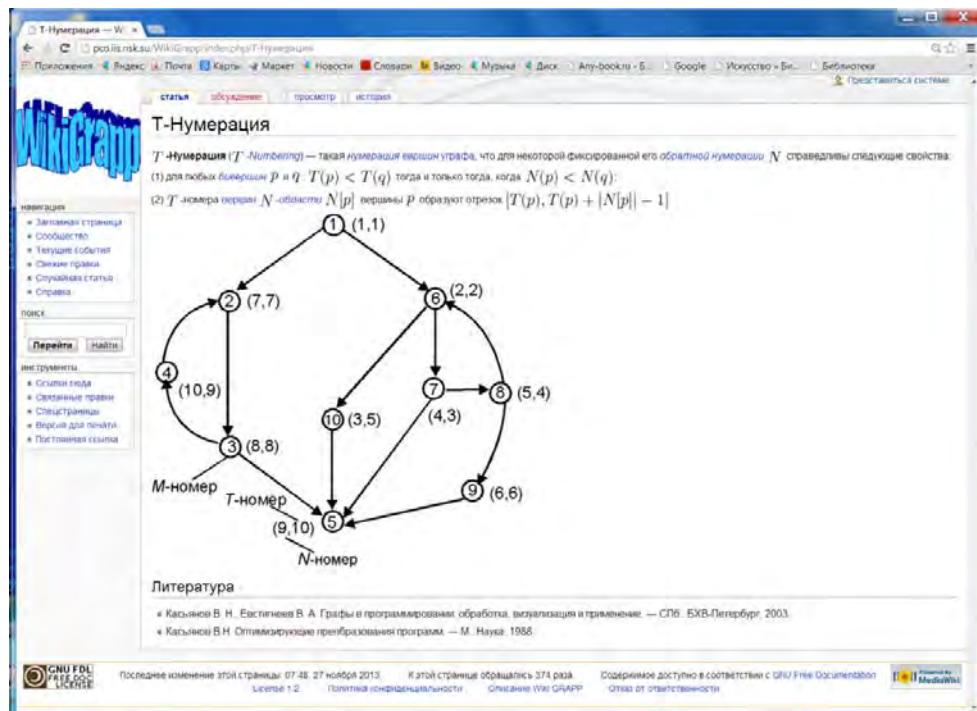 Т-Нумерация — W
pco.iis.nsk.su/WikiGrapp/index.php/Т-Нумерация
Приложения Яндекс Почта Карты Маркет Новости Словари Видео Музыка Диск Any-book.ru - Б... Google Искусство » Би... Библиотека
Представиться системе
статья обсуждение просмотр история
WikiGrapp
Т-Нумерация
T -Нумерация (T -Numbering) — такая нумерация вершин уграфа, что для некоторой фиксированной его обратной нумерации N справедливы следующие свойства:
(1) для любых бивершин p и q : T(p) < T(q) тогда и только тогда, когда N(p) < N(q);
(2) T -номера вершин N -области N[p] вершины p образуют отрезок [T(p), T(p) + |N[p]| − 1]
навигация
Заглавная страница
Сообщество
Текущие события
Свежие правки
Случайная статья
Справка
поиск
Перейти Найти
инструменты
Ссылки сюда
Связанные правки
Спецстраницы
Версия для печати
Постоянная ссылка
1 (1,1)
2 (7,7)
6 (2,2)
4 (10,9)
7 (4,3)
8 (5,4)
10 (3,5)
3 (8,8)
9 (6,6)
M-номер
T-номер
(9,10) 5
N-номер
Литература
Касьянов В. Н., Евстигнеев В. А. Графы в программировании: обработка, визуализация и применение. — СПб.: БХВ-Петербург, 2003.
Касьянов В.Н. Оптимизирующие преобразования программ. — М.: Наука, 1988.
GNU FDL
FREE DOC
LICENSE
Последнее изменение этой страницы: 07:48, 27 ноября 2013. К этой странице обращались 374 раза. Содержимое доступно в соответствии с GNU Free Documentation
License 1.2. Политика конфиденциальности Описание Wiki GRAPP Отказ от ответственности
Powered By
MediaWiki